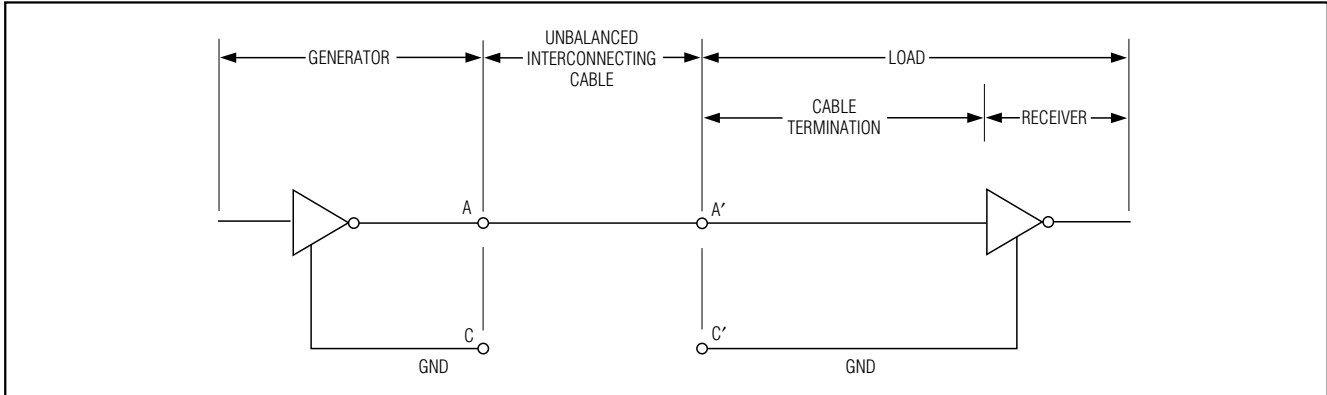 GENERATOR
UNBALANCED
INTERCONNECTING
CABLE
LOAD
CABLE
TERMINATION
RECEIVER
A
A′
C
C′
GND
GND